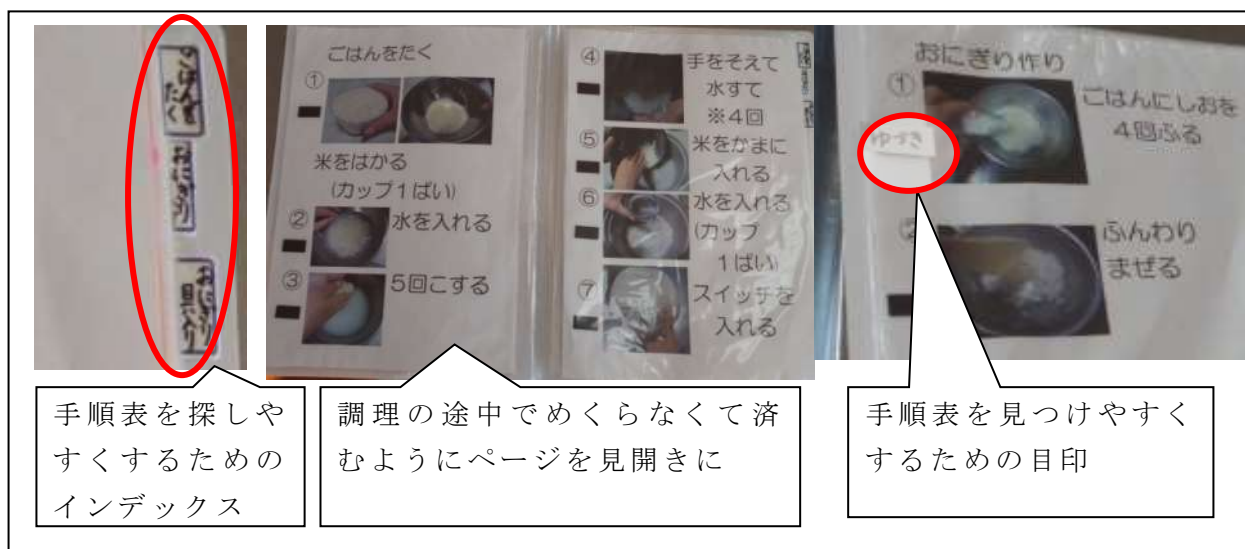 ごはんを
たく
おにぎり
おにぎり
具入り
ごはんをたく
①
米をはかる
(カップ1ぱい)
②
水を入れる
③
5回こする
④
手をそえて
水すて
※4回
⑤
米をかまに
入れる
⑥
水を入れる
(カップ
1ぱい)
⑦
スイッチを
入れる
おにぎり作り
①
ごはんにしおを
4回ふる
ゆづき
②
ふんわり
まぜる
手順表を探しや
すくするための
インデックス
調理の途中でめくらなくて済
むようにページを見開きに
手順表を見つけやすく
するための目印